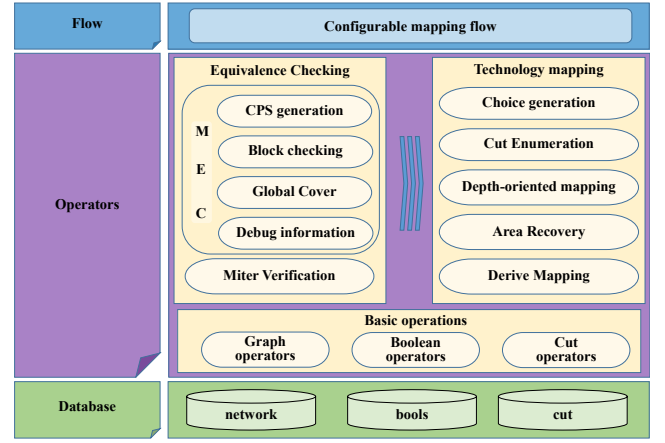 Flow
Configurable mapping flow
Operators
Equivalence Checking
M
E
C
CPS generation
Block checking
Global Cover
Debug information
Miter Verification
Technology mapping
Choice generation
Cut Enumeration
Depth-oriented mapping
Area Recovery
Derive Mapping
Basic operations
Graph
operators
Boolean
operators
Cut
operators
Database
network
bools
cut